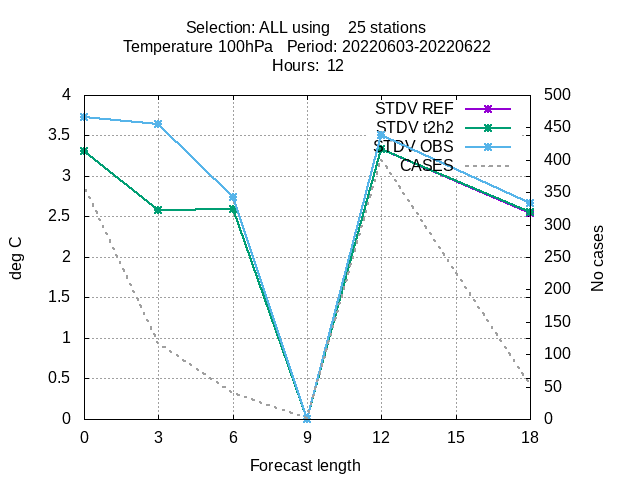 Selection: ALL using    25 stations
Temperature 100hPa   Period: 20220603-20220622
Hours:  12
STDV REF
STDV t2h2
STDV OBS
CASES
4
3.5
3
2.5
2
1.5
1
0.5
0
500
450
400
350
300
250
200
150
100
50
0
deg C
No cases
0 3 6 9 12 15 18
Forecast length